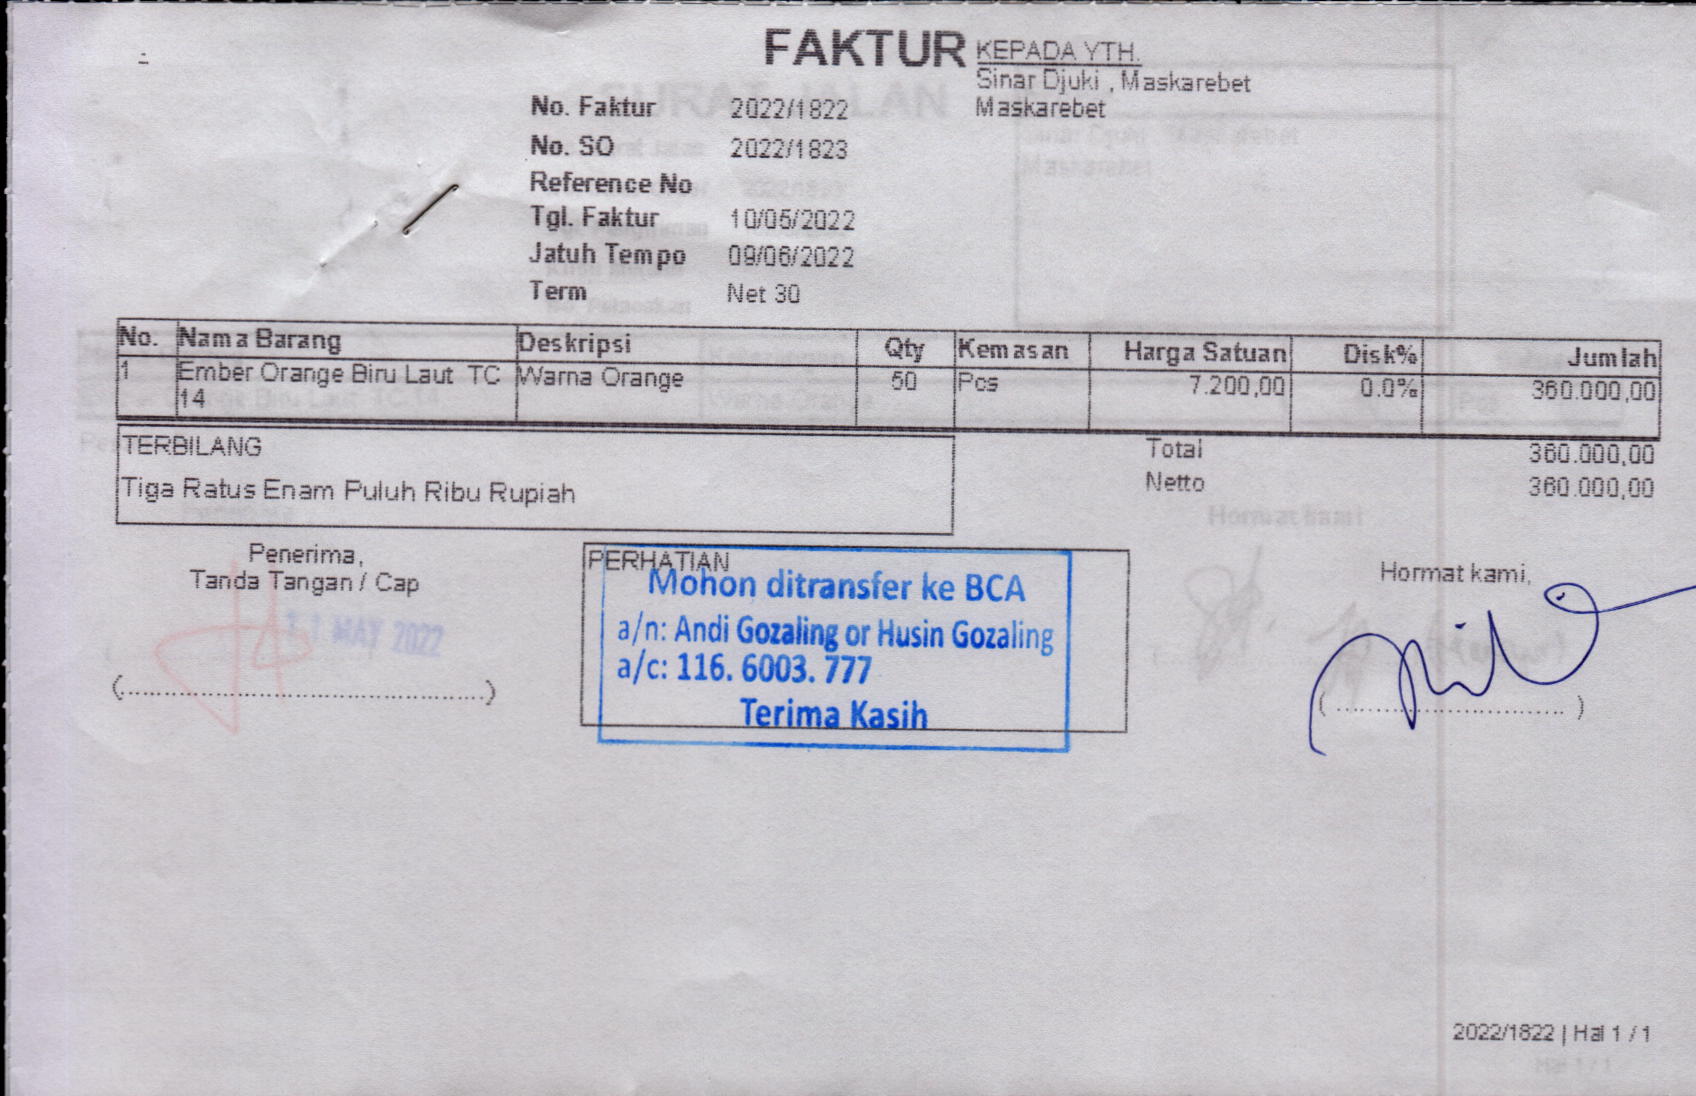 FAKTUR
KEPADA YTH.
Sinar Djuki , Maskarebet
Maskarebet
No. Faktur 2022/1822
No. SO 2022/1823
Reference No
Tgl. Faktur 10/05/2022
Jatuh Tempo 09/06/2022
Term Net 30
No. Nama Barang Deskripsi Qty Kemasan Harga Satuan Disk% Jumlah
1 Ember Orange Biru Laut TC Warna Orange 50 Pcs 7.200,00 0.0% 360.000,00
14
TERBILANG
Tiga Ratus Enam Puluh Ribu Rupiah
Total 360.000,00
Netto 360.000,00
Penerima,
Tanda Tangan / Cap
11 MAY 2022
(................................................)
PERHATIAN
Mohon ditransfer ke BCA
a/n: Andi Gozaling or Husin Gozaling
a/c: 116. 6003. 777
Terima Kasih
Hormat kami,
( .............................. )
2022/1822 | Hal 1 / 1